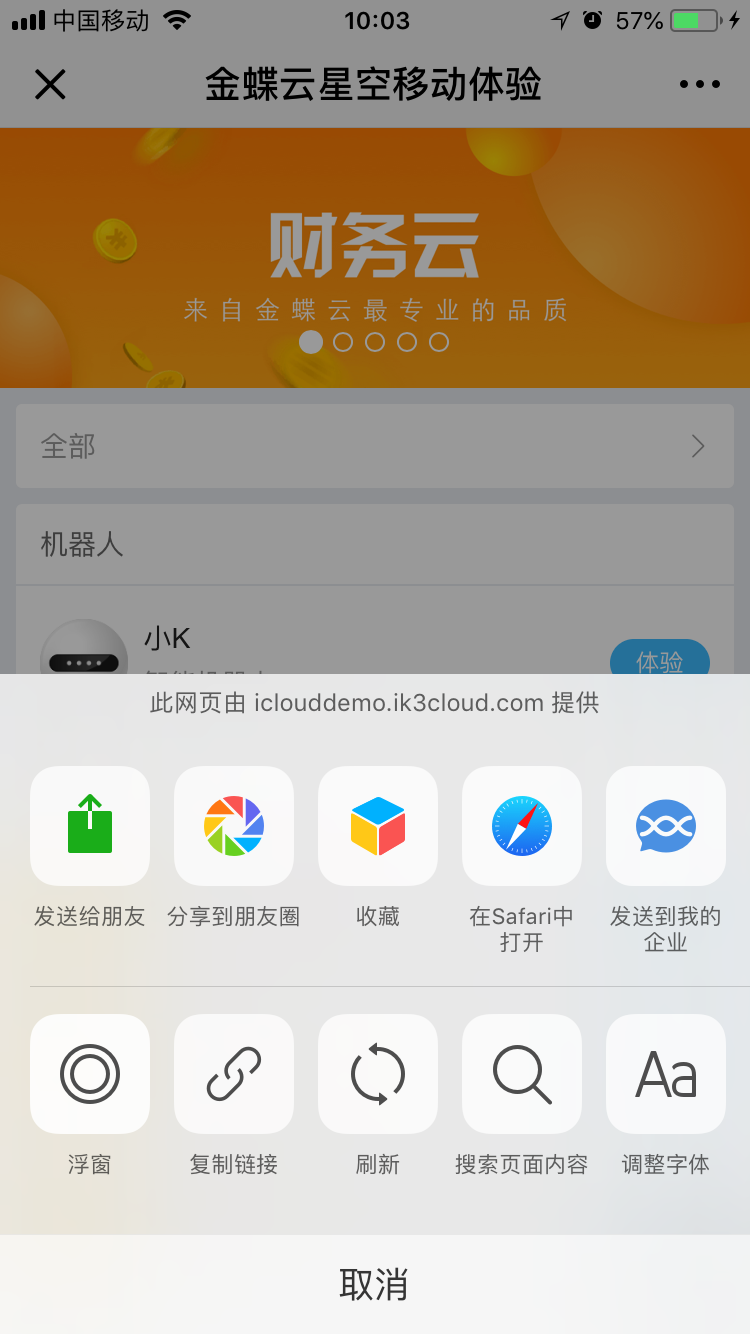 中国移动 10:03 57%
金蝶云星空移动体验
财务云
来自金蝶云最专业的品质
全部
机器人
小K
体验
此网页由 iclouddemo.ik3cloud.com 提供
发送给朋友 分享到朋友圈 收藏 在Safari中 发送到我的
打开 企业
Aa
浮窗 复制链接 刷新 搜索页面内容 调整字体
取消